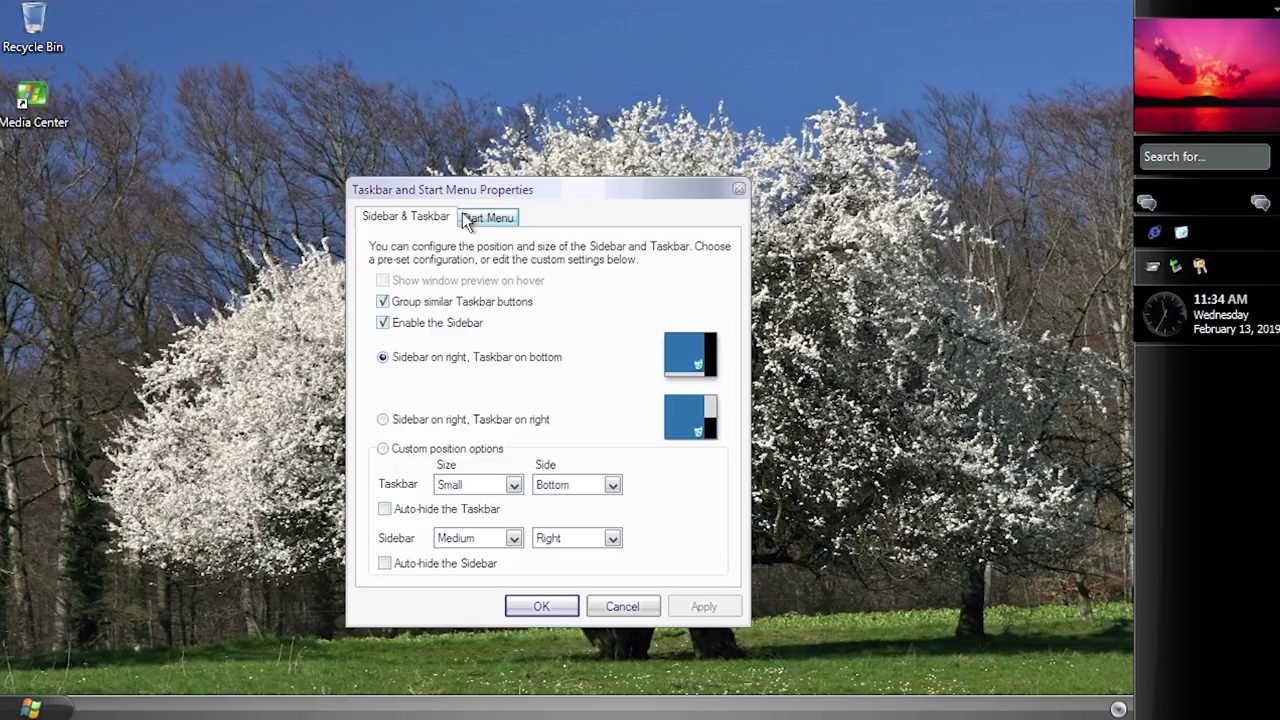 Recycle Bin
Media Center
Taskbar and Start Menu Properties
Sidebar & Taskbar
Start Menu
You can configure the position and size of the Sidebar and Taskbar. Choose
a pre-set configuration, or edit the custom settings below.
Show window preview on hover
Group similar Taskbar buttons
Enable the Sidebar
Sidebar on right, Taskbar on bottom
Sidebar on right, Taskbar on right
Custom position options
Size
Side
Taskbar
Small
Bottom
Auto-hide the Taskbar
Sidebar
Medium
Right
Auto-hide the Sidebar
OK
Cancel
Apply
Search for...
11:34 AM
Wednesday
February 13, 2019